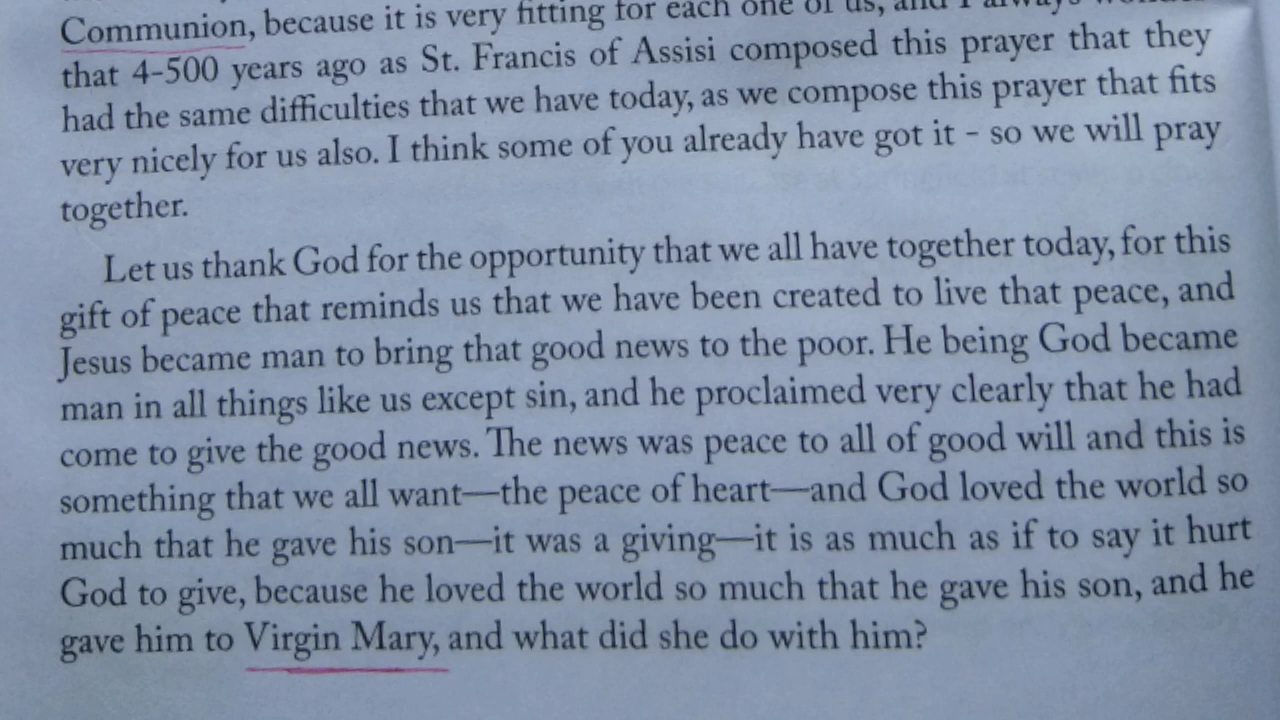 Communion, because it is very fitting for each one of us, and I always
that 4-500 years ago as St. Francis of Assisi composed this prayer that they
had the same difficulties that we have today, as we compose this prayer that fits
very nicely for us also. I think some of you already have got it - so we will pray
together.
Let us thank God for the opportunity that we all have together today, for this
gift of peace that reminds us that we have been created to live that peace, and
Jesus became man to bring that good news to the poor. He being God became
man in all things like us except sin, and he proclaimed very clearly that he had
come to give the good news. The news was peace to all of good will and this is
something that we all want—the peace of heart—and God loved the world so
much that he gave his son—it was a giving—it is as much as if to say it hurt
God to give, because he loved the world so much that he gave his son, and he
gave him to Virgin Mary, and what did she do with him?